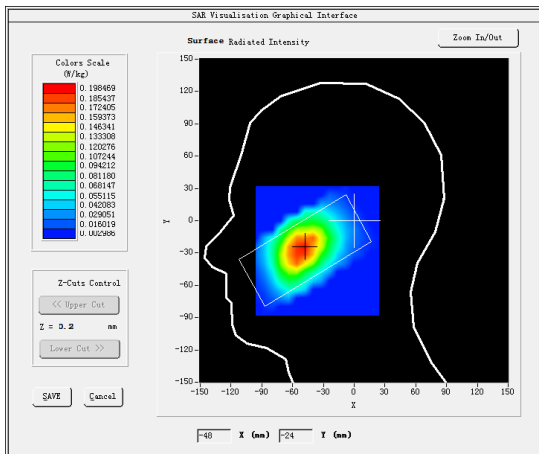 SAR Visualisation Graphical Interface
Surface Radiated Intensity
Zoom In/Out
Colors Scale
(W/kg)
0.198469
0.185437
0.172405
0.159373
0.146341
0.133308
0.120276
0.107244
0.094212
0.081180
0.068147
0.055115
0.042083
0.029051
0.016019
0.002986
Z-Cuts Control
<< Upper Cut
Z = 0.2 mm
Lower Cut >>
SAVE Cancel
150
120
90
60
30
0
-30
-60
-90
-120
-150
Y
-150 -120 -90 -60 -30 0 30 60 90 120 150
X
-48 X (mm) -24 Y (mm)